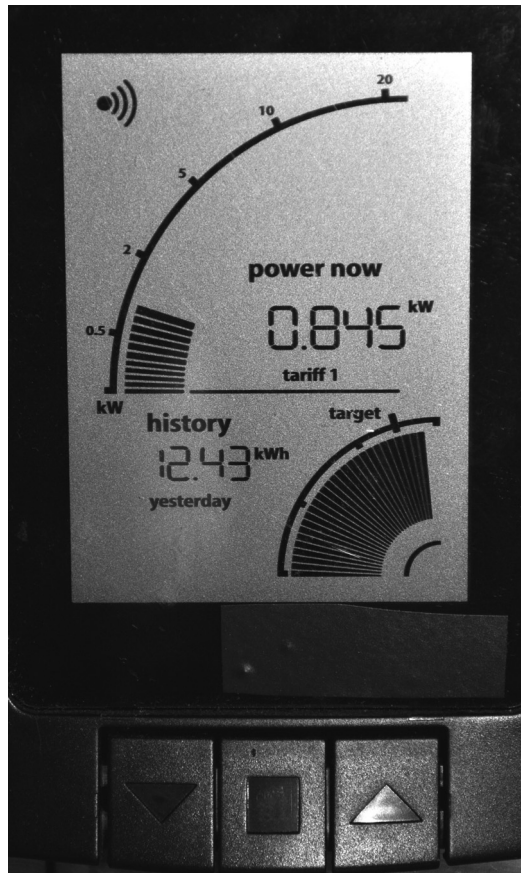 20
10
5
2
power now
0.845 kW
0.5
tariff 1
kW
target
history
12.43 kWh
yesterday